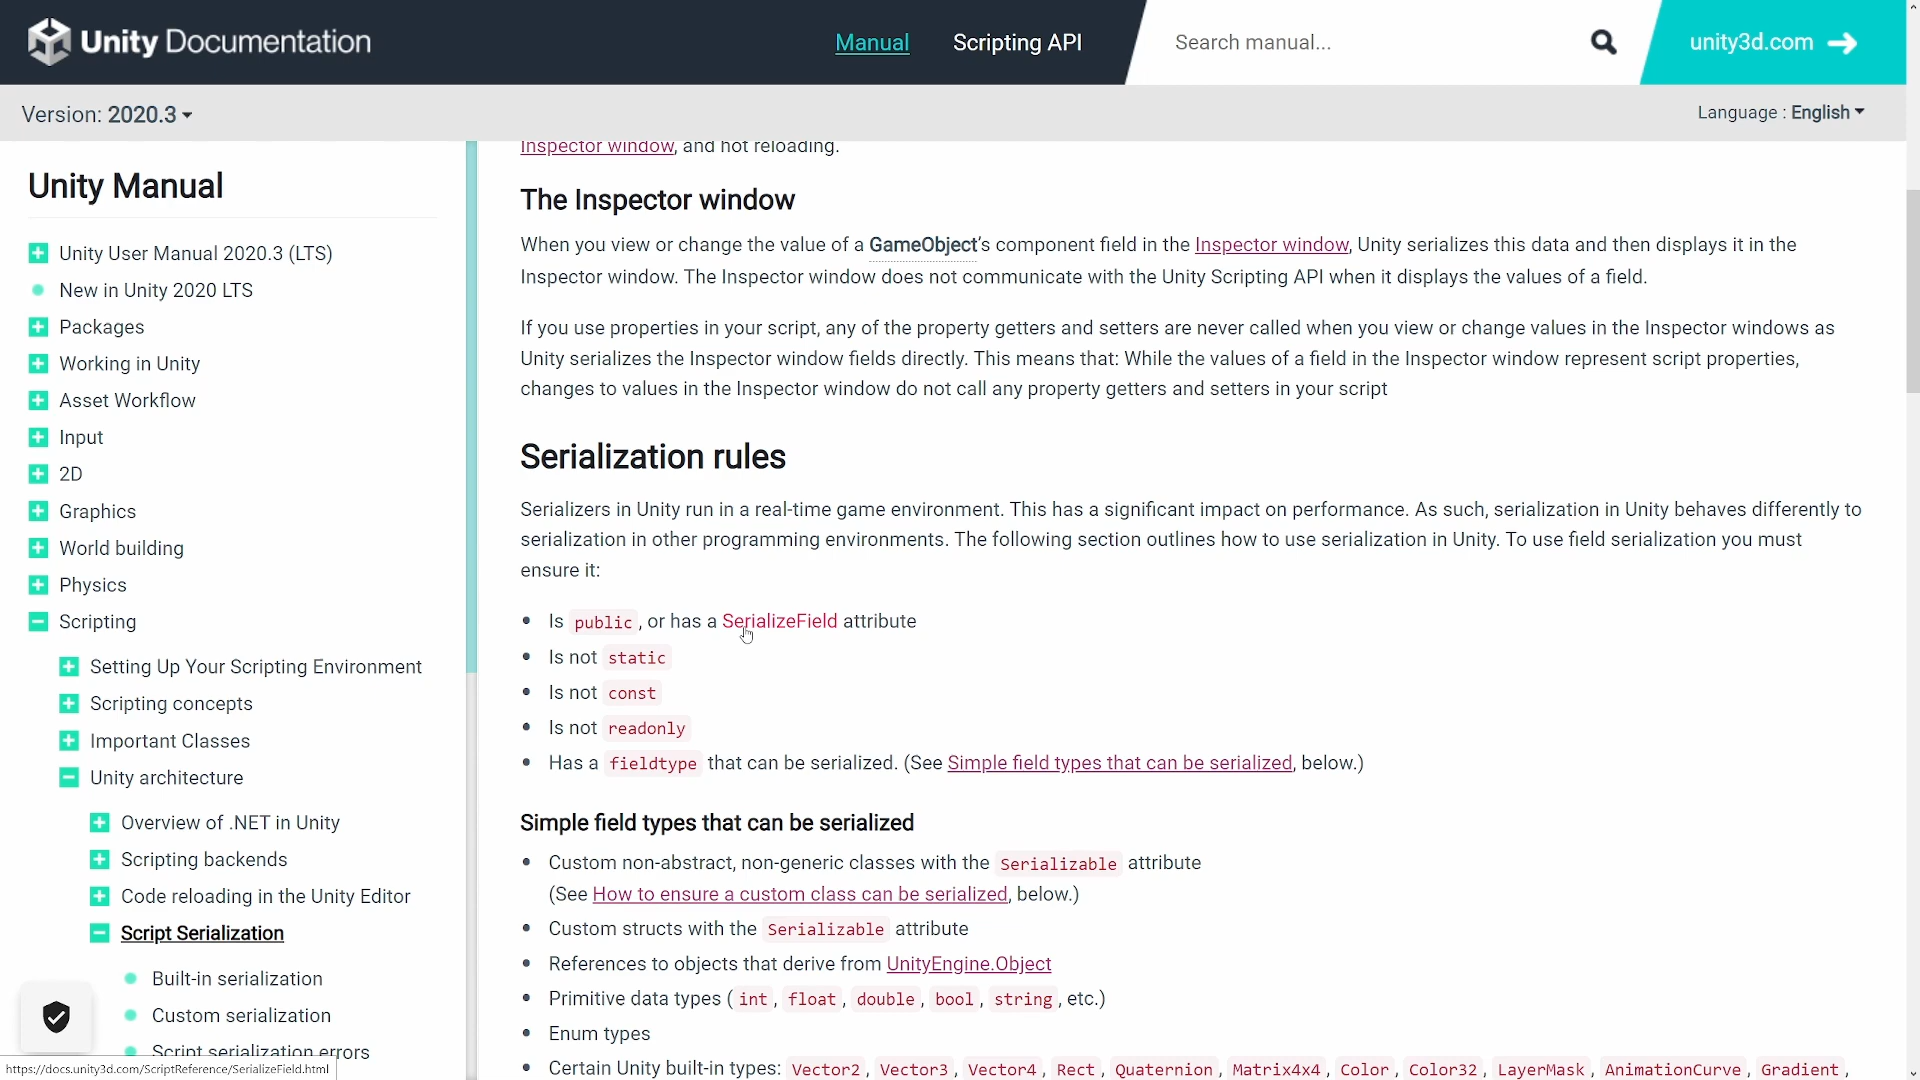 Unity Documentation
Manual
Scripting API
Search manual...
unity3d.com
Version: 2020.3
Language : English
Unity Manual
Unity User Manual 2020.3 (LTS)
New in Unity 2020 LTS
Packages
Working in Unity
Asset Workflow
Input
2D
Graphics
World building
Physics
Scripting
Setting Up Your Scripting Environment
Scripting concepts
Important Classes
Unity architecture
Overview of .NET in Unity
Scripting backends
Code reloading in the Unity Editor
Script Serialization
Built-in serialization
Custom serialization
Script serialization errors
https://docs.unity3d.com/ScriptReference/SerializeField.html
Inspector window, and hot reloading.
The Inspector window
When you view or change the value of a GameObject's component field in the Inspector window, Unity serializes this data and then displays it in the
Inspector window. The Inspector window does not communicate with the Unity Scripting API when it displays the values of a field.
If you use properties in your script, any of the property getters and setters are never called when you view or change values in the Inspector windows as
Unity serializes the Inspector window fields directly. This means that: While the values of a field in the Inspector window represent script properties,
changes to values in the Inspector window do not call any property getters and setters in your script
Serialization rules
Serializers in Unity run in a real-time game environment. This has a significant impact on performance. As such, serialization in Unity behaves differently to
serialization in other programming environments. The following section outlines how to use serialization in Unity. To use field serialization you must
ensure it:
• Is public, or has a SerializeField attribute
• Is not static
• Is not const
• Is not readonly
• Has a fieldtype that can be serialized. (See Simple field types that can be serialized, below.)
Simple field types that can be serialized
• Custom non-abstract, non-generic classes with the Serializable attribute
(See How to ensure a custom class can be serialized, below.)
• Custom structs with the Serializable attribute
• References to objects that derive from UnityEngine.Object
• Primitive data types (int, float, double, bool, string, etc.)
• Enum types
• Certain Unity built-in types: Vector2, Vector3, Vector4, Rect, Quaternion, Matrix4x4, Color, Color32, LayerMask, AnimationCurve, Gradient,